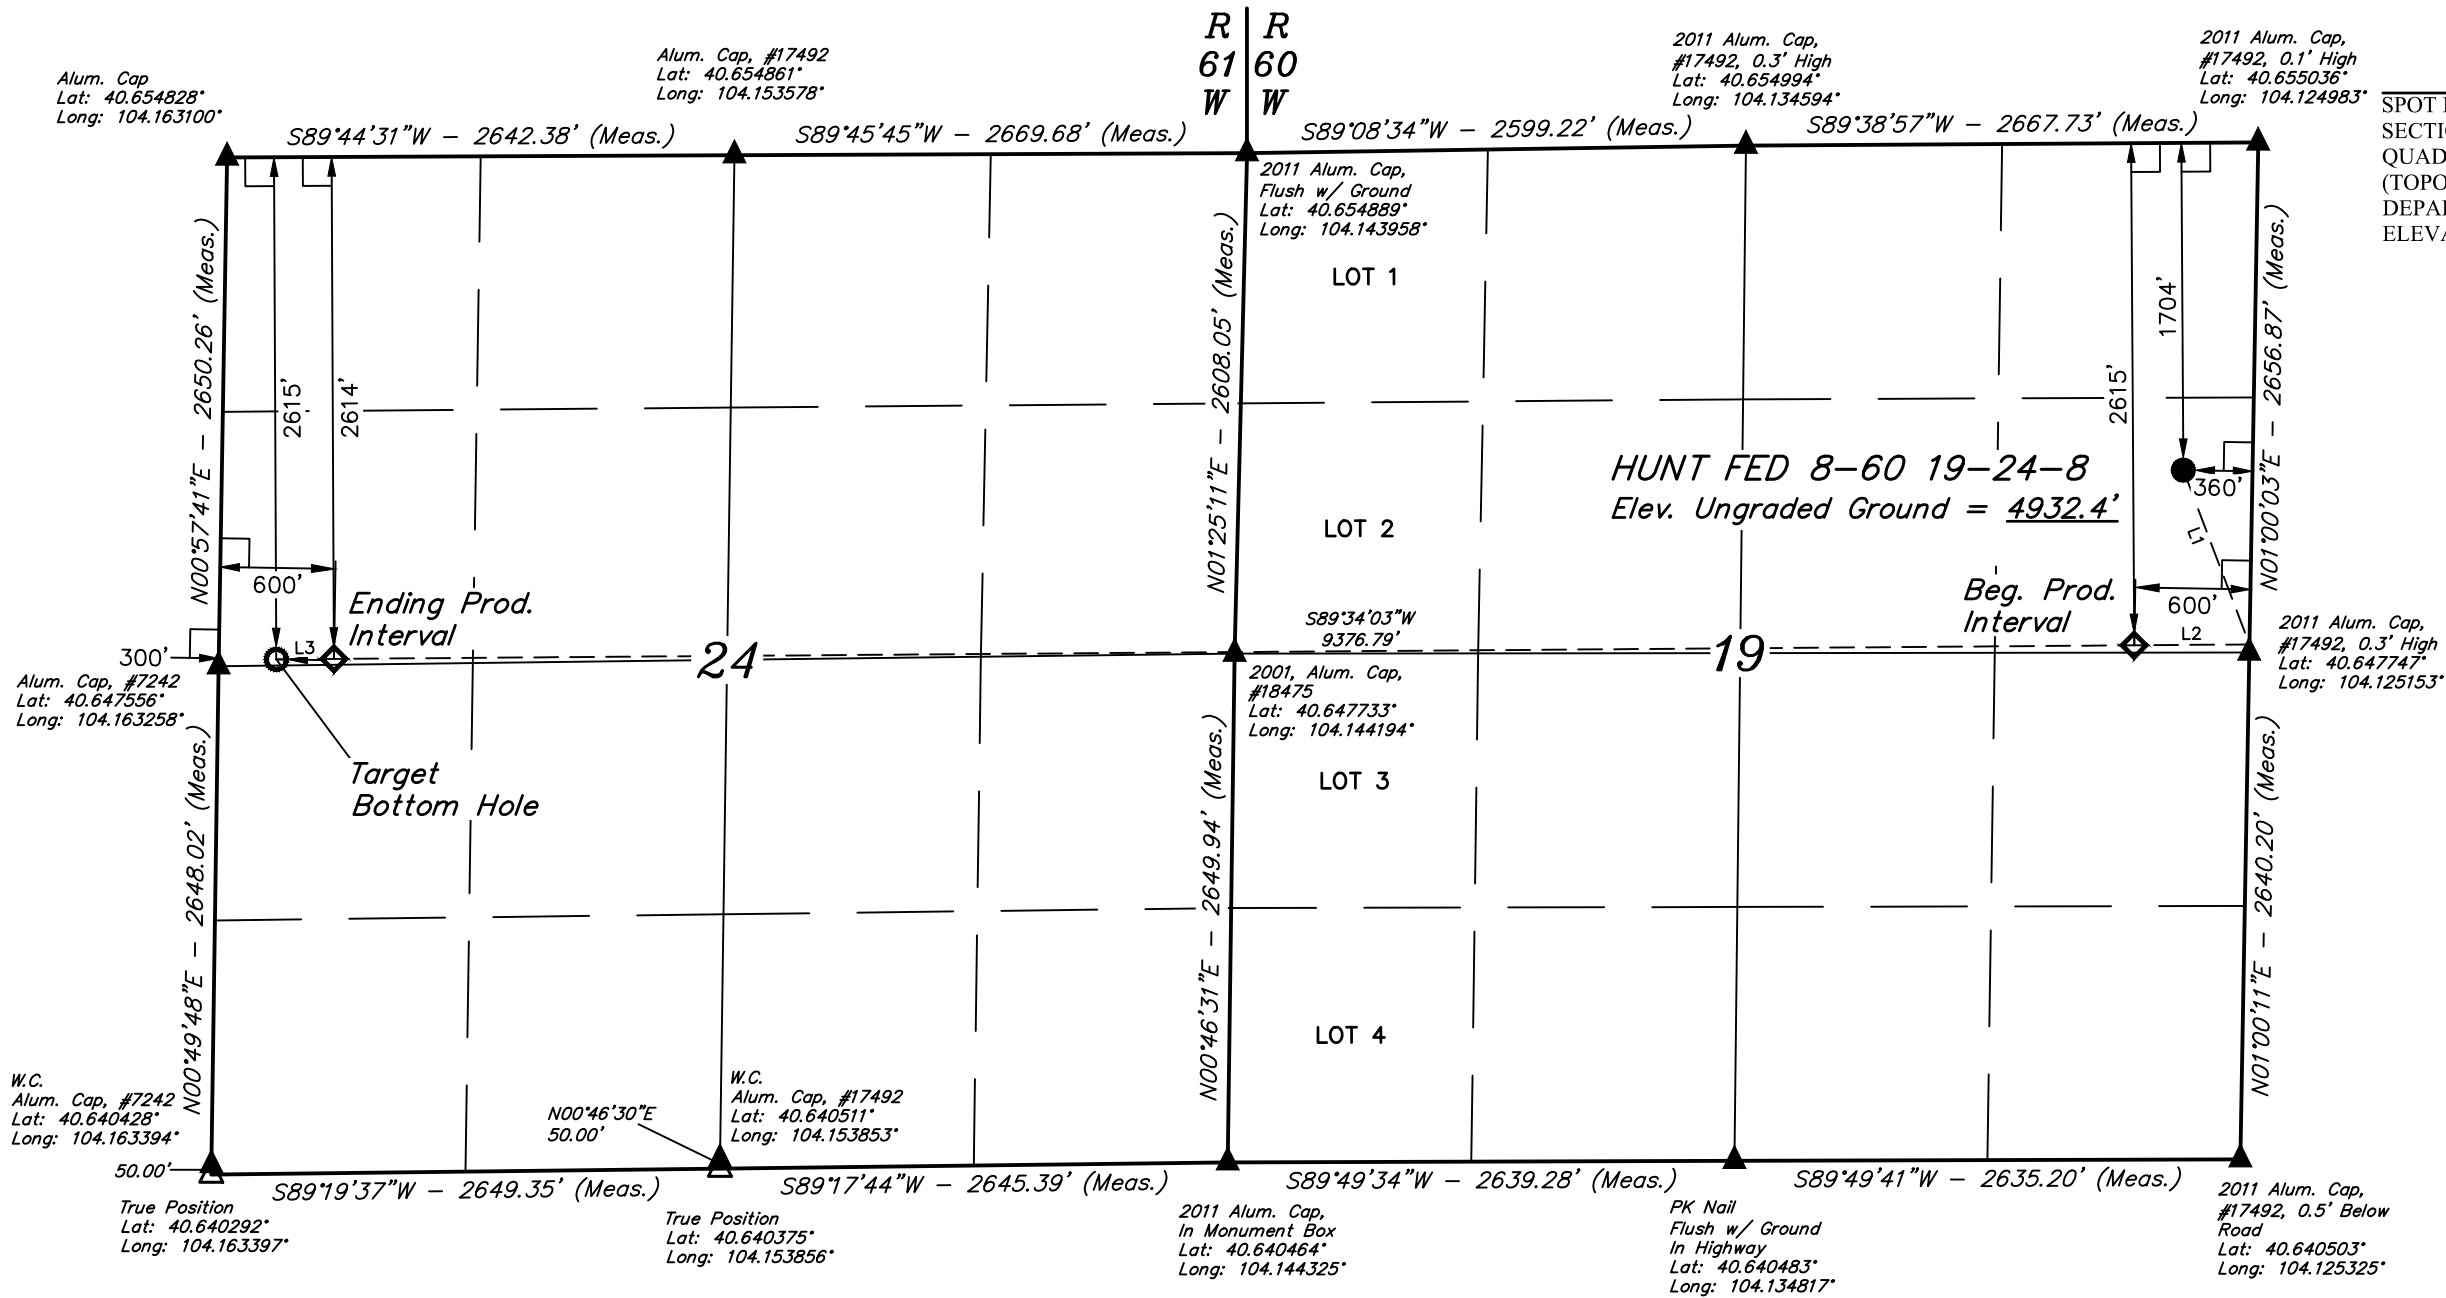 R R
61 60
W W
Alum. Cap
Lat: 40.654828°
Long: 104.163100°
Alum. Cap, #17492
Lat: 40.654861°
Long: 104.153578°
2011 Alum. Cap,
#17492, 0.3' High
Lat: 40.654994°
Long: 104.134594°
2011 Alum. Cap,
#17492, 0.1' High
Lat: 40.655036°
Long: 104.124983°
S89°44'31"W - 2642.38' (Meas.)
S89°45'45"W - 2669.68' (Meas.)
S89°08'34"W - 2599.22' (Meas.)
S89°38'57"W - 2667.73' (Meas.)
2011 Alum. Cap,
Flush w/ Ground
Lat: 40.654889°
Long: 104.143958°
LOT 1
N00°57'41"E - 2650.26' (Meas.)
2615'
2614'
N01°25'11"E - 2608.05' (Meas.)
2615'
1704'
N01°00'03"E - 2656.87' (Meas.)
HUNT FED 8-60 19-24-8
Elev. Ungraded Ground = 4932.4'
360'
L1
LOT 2
600'
Ending Prod.
Interval
S89°34'03"W
9376.79'
Beg. Prod.
Interval
600'
L2
L3
300'
24
19
Alum. Cap, #7242
Lat: 40.647556°
Long: 104.163258°
2001, Alum. Cap,
#18475
Lat: 40.647733°
Long: 104.144194°
2011 Alum. Cap,
#17492, 0.3' High
Lat: 40.647747°
Long: 104.125153°
Target
Bottom Hole
LOT 3
N00°49'48"E - 2648.02' (Meas.)
N00°46'31"E - 2649.94' (Meas.)
N01°00'11"E - 2640.20' (Meas.)
LOT 4
W.C.
Alum. Cap, #7242
Lat: 40.640428°
Long: 104.163394°
50.00'
N00°46'30"E
50.00'
W.C.
Alum. Cap, #17492
Lat: 40.640511°
Long: 104.153853°
S89°19'37"W - 2649.35' (Meas.)
S89°17'44"W - 2645.39' (Meas.)
S89°49'34"W - 2639.28' (Meas.)
S89°49'41"W - 2635.20' (Meas.)
True Position
Lat: 40.640292°
Long: 104.163397°
True Position
Lat: 40.640375°
Long: 104.153856°
2011 Alum. Cap,
In Monument Box
Lat: 40.640464°
Long: 104.144325°
PK Nail
Flush w/ Ground
In Highway
Lat: 40.640483°
Long: 104.134817°
2011 Alum. Cap,
#17492, 0.5' Below
Road
Lat: 40.640503°
Long: 104.125325°
SPOT